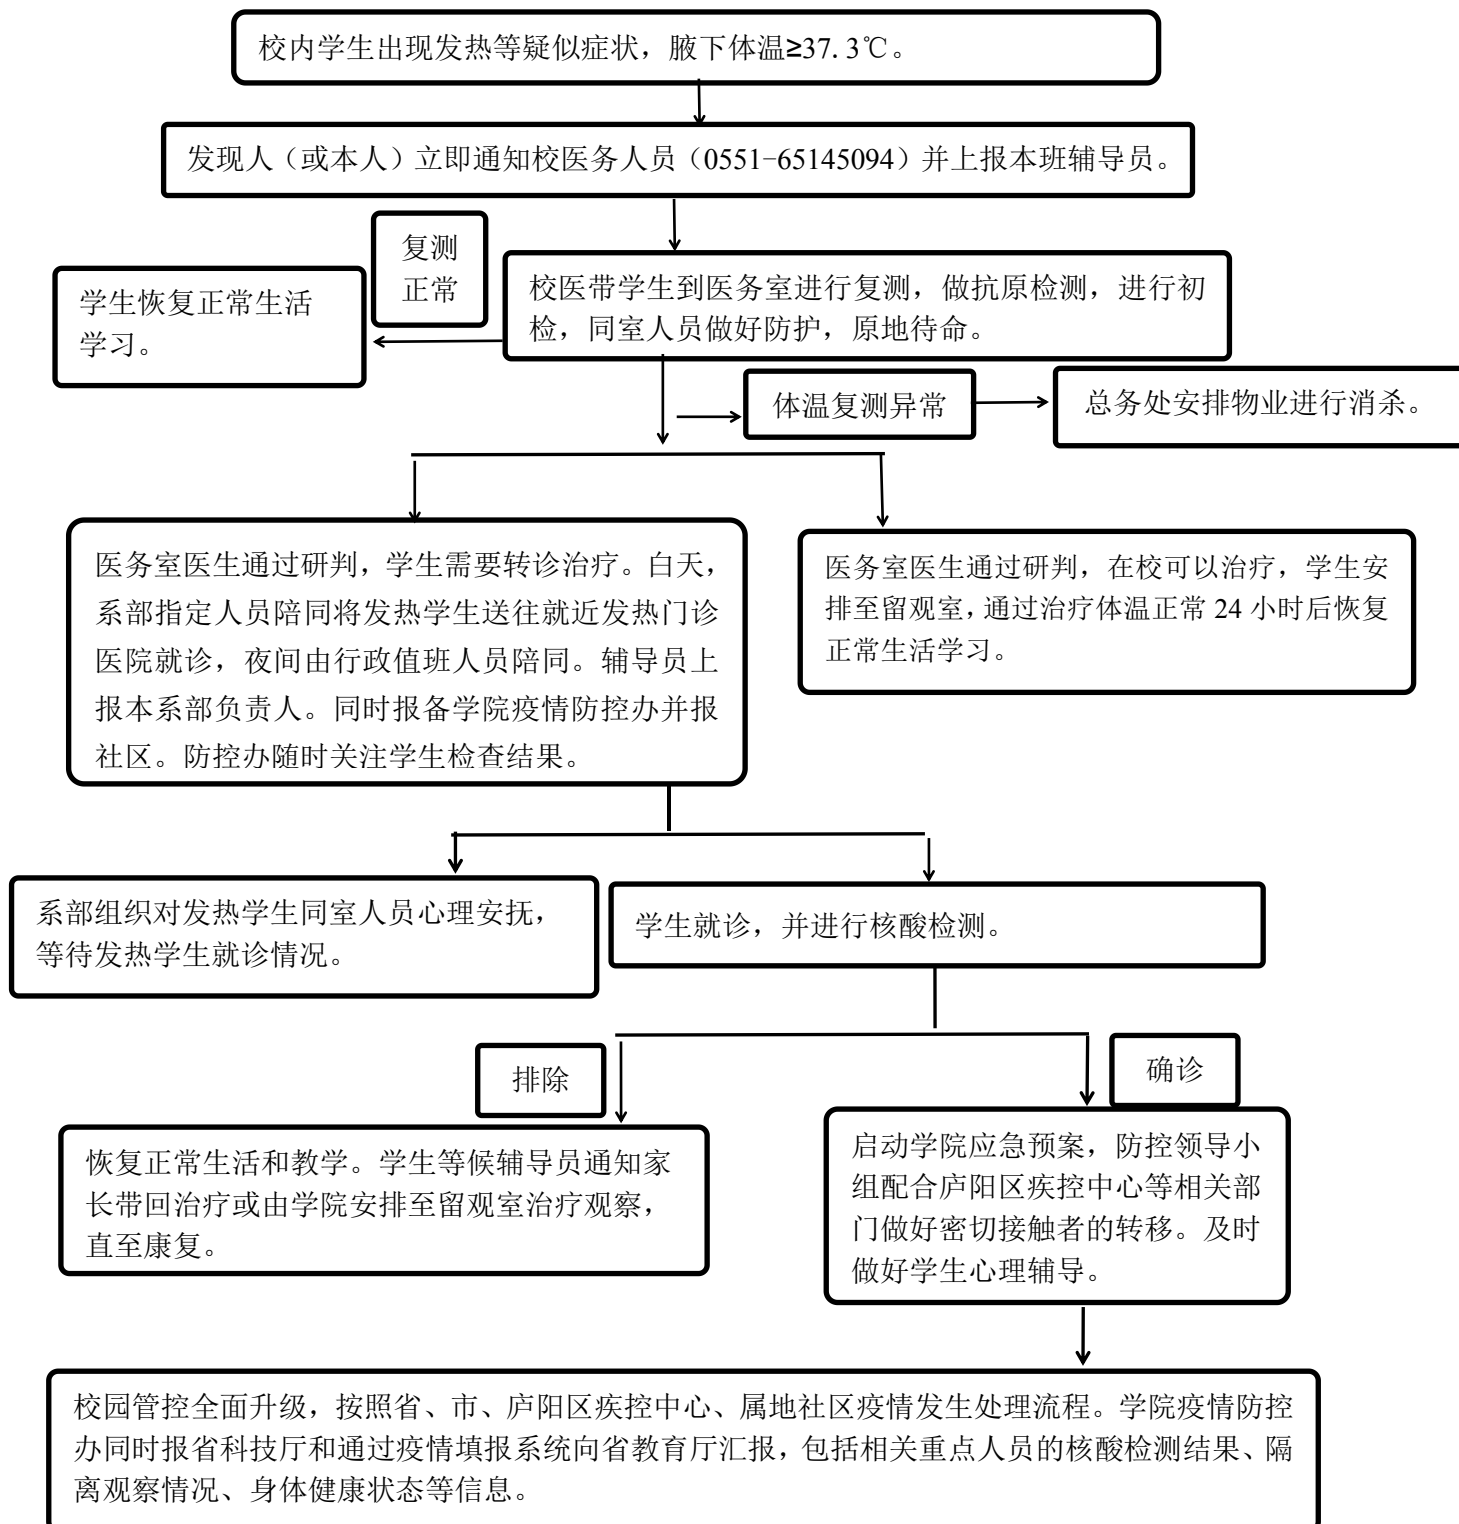 校内学生出现发热等疑似症状，腋下体温≥37.3℃。
发现人（或本人）立即通知校医务人员（0551-65145094）并上报本班辅导员。
复测
正常
校医带学生到医务室进行复测，做抗原检测，进行初
检，同室人员做好防护，原地待命。
学生恢复正常生活
学习。
体温复测异常
总务处安排物业进行消杀。
医务室医生通过研判，学生需要转诊治疗。白天，
系部指定人员陪同将发热学生送往就近发热门诊
医院就诊，夜间由行政值班人员陪同。辅导员上
报本系部负责人。同时报备学院疫情防控办并报
社区。防控办随时关注学生检查结果。
医务室医生通过研判，在校可以治疗，学生安
排至留观室，通过治疗体温正常 24 小时后恢复
正常生活学习。
系部组织对发热学生同室人员心理安抚，
等待发热学生就诊情况。
学生就诊，并进行核酸检测。
排除
确诊
恢复正常生活和教学。学生等候辅导员通知家
长带回治疗或由学院安排至留观室治疗观察，
直至康复。
启动学院应急预案，防控领导小
组配合庐阳区疾控中心等相关部
门做好密切接触者的转移。及时
做好学生心理辅导。
校园管控全面升级，按照省、市、庐阳区疾控中心、属地社区疫情发生处理流程。学院疫情防控
办同时报省科技厅和通过疫情填报系统向省教育厅汇报，包括相关重点人员的核酸检测结果、隔
离观察情况、身体健康状态等信息。